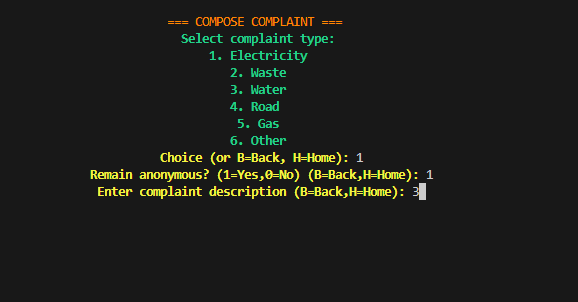 === COMPOSE COMPLAINT ===
Select complaint type:
1. Electricity
2. Waste
3. Water
4. Road
5. Gas
6. Other
Choice (or B=Back, H=Home): 1
Remain anonymous? (1=Yes,0=No) (B=Back,H=Home): 1
Enter complaint description (B=Back,H=Home): 3